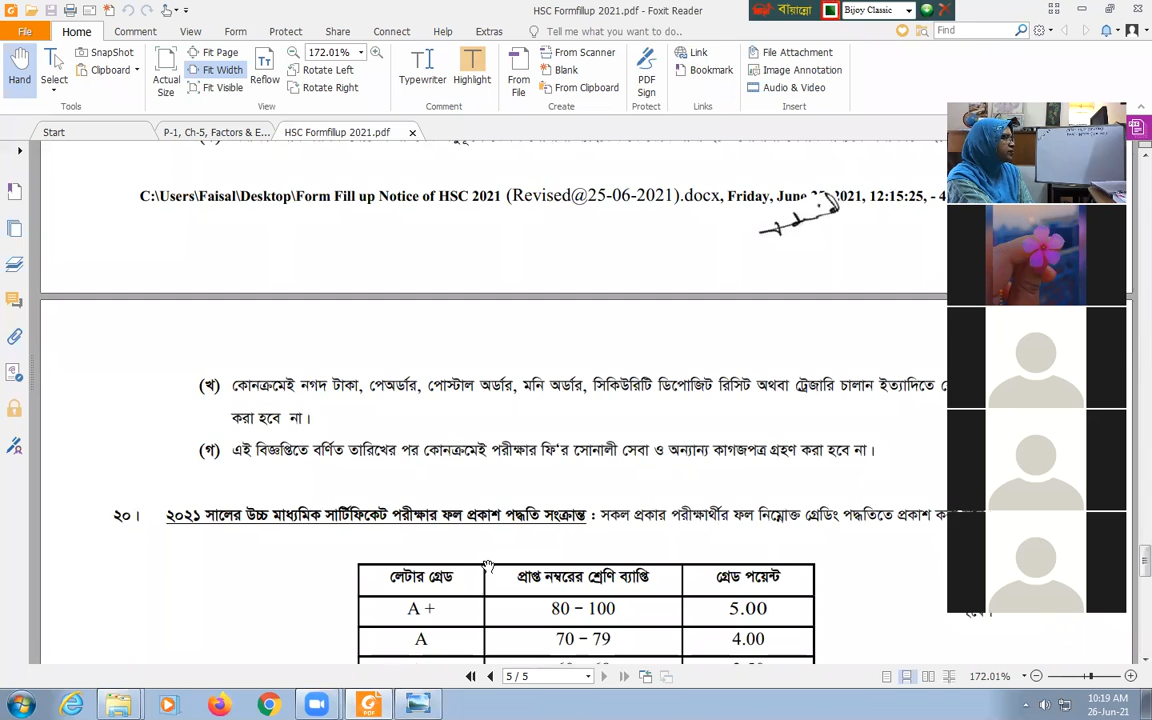 HSC Formfillup 2021.pdf - Foxit Reader
বাঁয়ান্নো
Bijoy Classic
File
Home
Comment
View
Form
Protect
Share
Connect
Help
Extras
Tell me what you want to do..
Find
Hand
Select
SnapShot
Clipboard
Actual Size
Fit Page
Fit Width
Fit Visible
Reflow
172.01%
Rotate Left
Rotate Right
Typewriter
Highlight
From File
From Scanner
Blank
From Clipboard
PDF Sign
Link
Bookmark
File Attachment
Image Annotation
Audio & Video
Tools
View
Comment
Create
Protect
Links
Insert
Start
P-1, Ch-5, Factors & E...
HSC Formfillup 2021.pdf
C:\Users\Faisal\Desktop\Form Fill up Notice of HSC 2021 (Revised@25-06-2021).docx, Friday, June 25, 2021, 12:15:25, - 4
(খ) কোনক্রমেই নগদ টাকা, পেঅর্ডার, পোস্টাল অর্ডার, মনি অর্ডার, সিকিউরিটি ডিপোজিট রিসিট অথবা ট্রেজারি চালান ইত্যাদিতে
করা হবে না।
(গ) এই বিজ্ঞপ্তিতে বর্ণিত তারিখের পর কোনক্রমেই পরীক্ষার ফি'র সোনালী সেবা ও অন্যান্য কাগজপত্র গ্রহণ করা হবে না।
২০। ২০২১ সালের উচ্চ মাধ্যমিক সার্টিফিকেট পরীক্ষার ফল প্রকাশ পদ্ধতি সংক্রান্ত : সকল প্রকার পরীক্ষার্থীর ফল নিম্নোক্ত গ্রেডিং পদ্ধতিতে প্রকাশ
হবে।
লেটার গ্রেড প্রাপ্ত নম্বরের শ্রেণি ব্যাপ্তি গ্রেড পয়েন্ট
A + 80 – 100 5.00
A 70 – 79 4.00
5 / 5
172.01%
10:19 AM
26-Jun-21